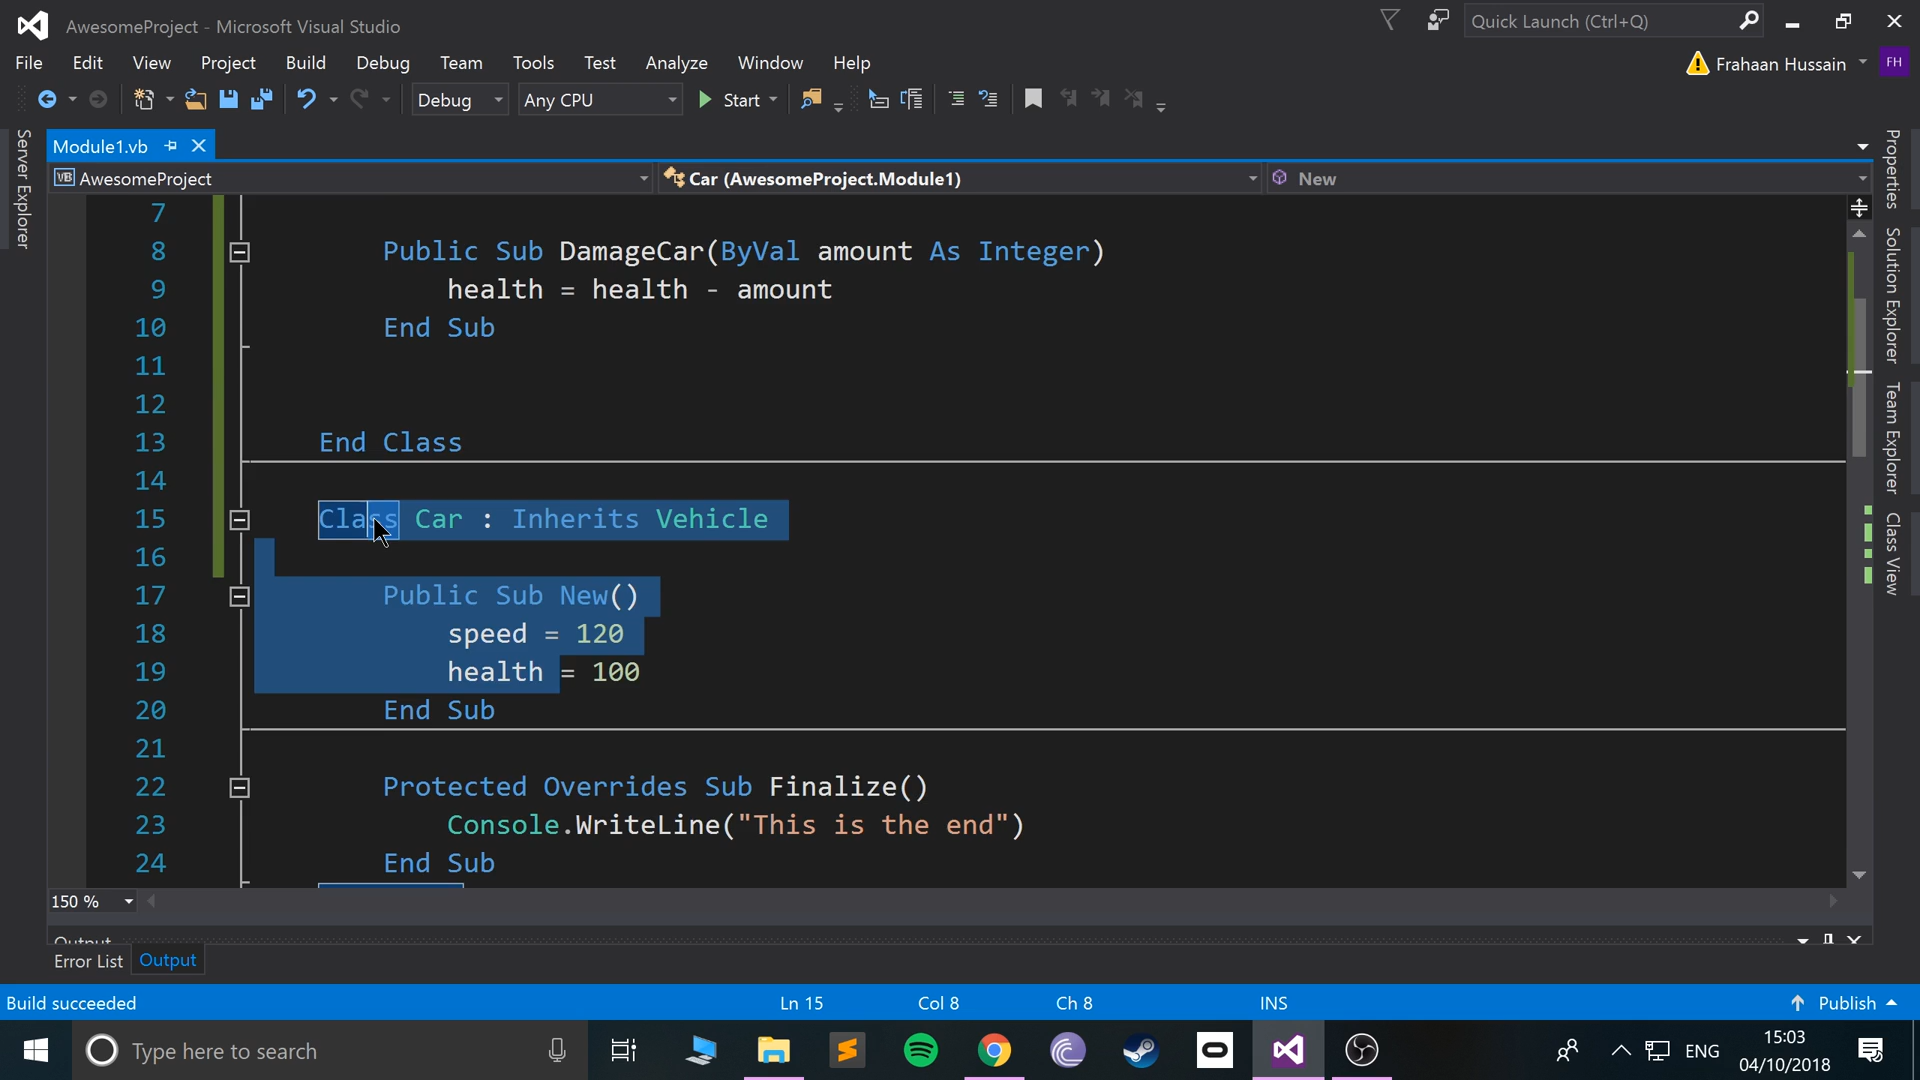 AwesomeProject - Microsoft Visual Studio
Quick Launch (Ctrl+Q)
File Edit View Project Build Debug Team Tools Test Analyze Window Help
Frahaan Hussain FH
Debug Any CPU Start
Server Explorer
Module1.vb
VB AwesomeProject
Car (AwesomeProject.Module1)
New
7
8 Public Sub DamageCar(ByVal amount As Integer)
9 health = health - amount
10 End Sub
11
12
13 End Class
14
15 Class Car : Inherits Vehicle
16
17 Public Sub New()
18 speed = 120
19 health = 100
20 End Sub
21
22 Protected Overrides Sub Finalize()
23 Console.WriteLine("This is the end")
24 End Sub
Properties
Solution Explorer
Team Explorer
Class View
150 %
Output
Error List Output
Build succeeded Ln 15 Col 8 Ch 8 INS Publish
Type here to search
ENG
15:03
04/10/2018